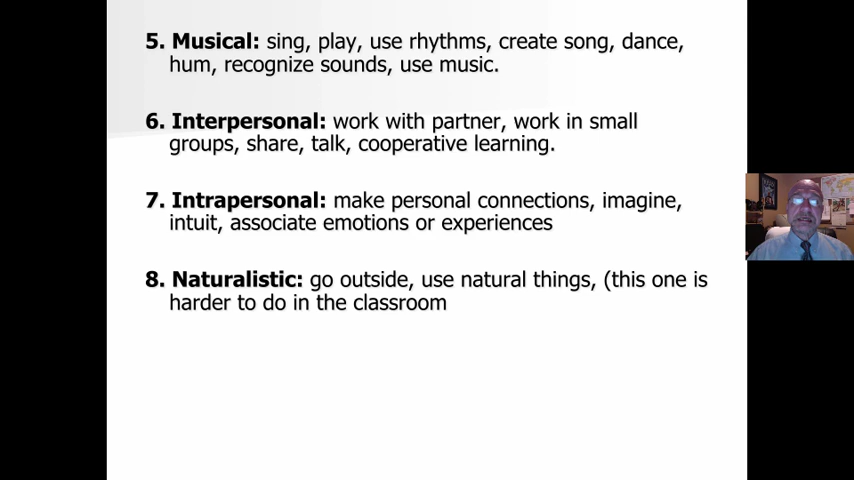 5. Musical: sing, play, use rhythms, create song, dance,
hum, recognize sounds, use music.
6. Interpersonal: work with partner, work in small
groups, share, talk, cooperative learning.
7. Intrapersonal: make personal connections, imagine,
intuit, associate emotions or experiences
8. Naturalistic: go outside, use natural things, (this one is
harder to do in the classroom